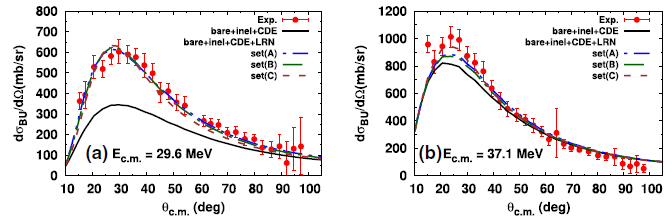 800
700
600
500
400
300
200
100
0
dσBU/dΩ(mb/sr)
Exp.
bare+inel+CDE
bare+inel+CDE+LRN
set(A)
set(B)
set(C)
(a) Ec.m. = 29.6 MeV
10 20 30 40 50 60 70 80 90 100
θc.m. (deg)
1200
1000
800
600
400
200
0
dσBU/dΩ(mb/sr)
Exp.
bare+inel+CDE
bare+inel+CDE+LRN
set(A)
set(B)
set(C)
(b) Ec.m. = 37.1 MeV
10 20 30 40 50 60 70 80 90 100
θc.m. (deg)